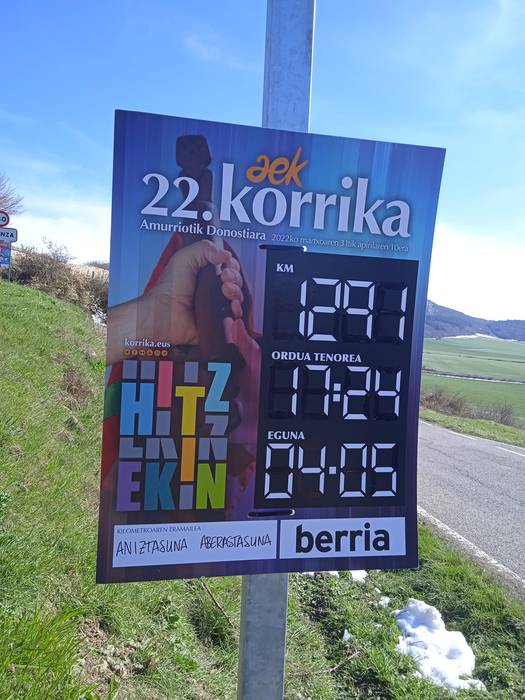 aek
22. korrika
Amurriotik Donostiara 2022ko martxoaren 31tik apirilaren 10era
KM
1291
ORDUA TENOREA
17:24
EGUNA
04-05
korrika.eus
HITZ
EKIN
KILOMETROAREN ERAMAILEA
ANIZTASUNA ABERASTASUNA
berria